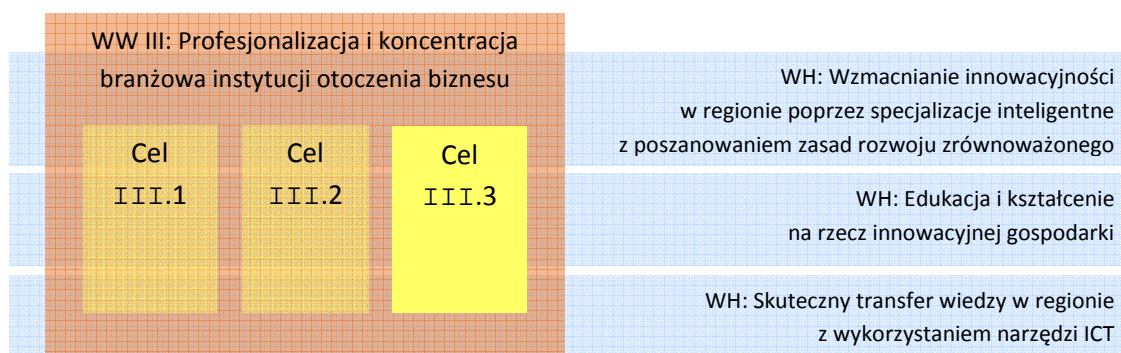 WW III: Profesjonalizacja i koncentracja
branżowa instytucji otoczenia biznesu
Cel
III.1
Cel
III.2
Cel
III.3
WH: Wzmacnianie innowacyjności
w regionie poprzez specjalizacje inteligentne
z poszanowaniem zasad rozwoju zrównoważonego
WH: Edukacja i kształcenie
na rzecz innowacyjnej gospodarki
WH: Skuteczny transfer wiedzy w regionie
z wykorzystaniem narzędzi ICT